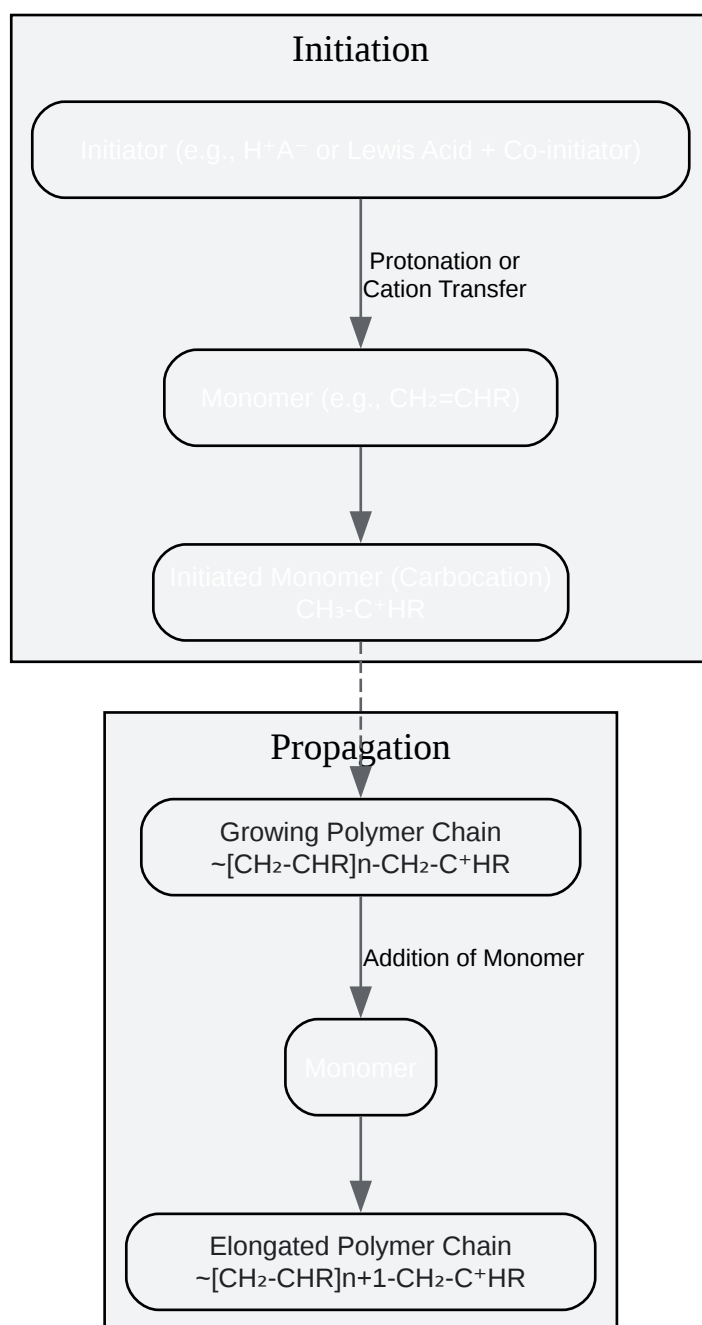 Initiation
Initiator (e.g., H⁺A⁻ or Lewis Acid + Co-initiator)
Protonation or
Cation Transfer
Monomer (e.g., CH₂=CHR)
Initiated Monomer (Carbocation)
CH₃-C⁺HR
Propagation
Growing Polymer Chain
~[CH₂-CHR]n-CH₂-C⁺HR
Addition of Monomer
Monomer
Elongated Polymer Chain
~[CH₂-CHR]n+1-CH₂-C⁺HR